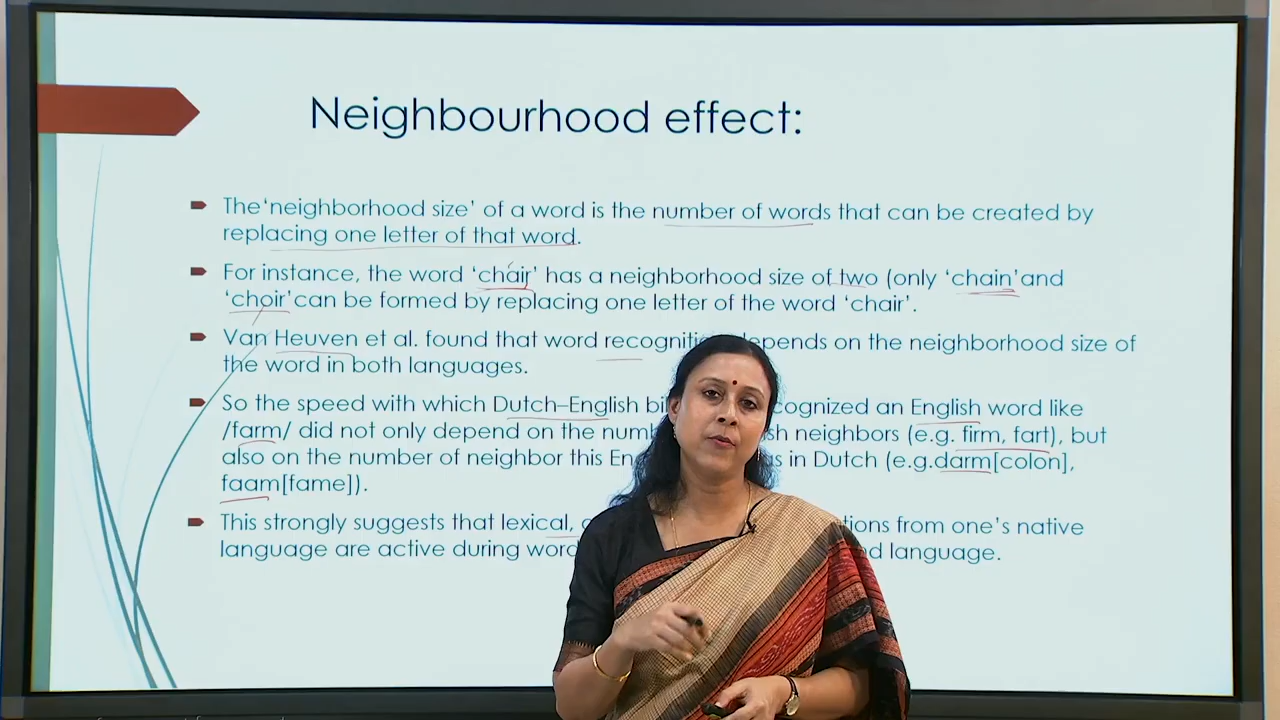 Neighbourhood effect:
The‘neighborhood size’ of a word is the number of words that can be created by
replacing one letter of that word.
For instance, the word ‘chair’ has a neighborhood size of two (only ‘chain’and
‘choir’can be formed by replacing one letter of the word ‘chair’.
Van Heuven et al. found that word recognition depends on the neighborhood size of
the word in both languages.
So the speed with which Dutch–English recognized an English word like
/farm/ did not only depend on the neighbors (e.g. firm, fart), but
also on the number of neighbor this in Dutch (e.g.darm[colon],
faam[fame]).
This strongly suggests that lexical, from one’s native
language are active during language.